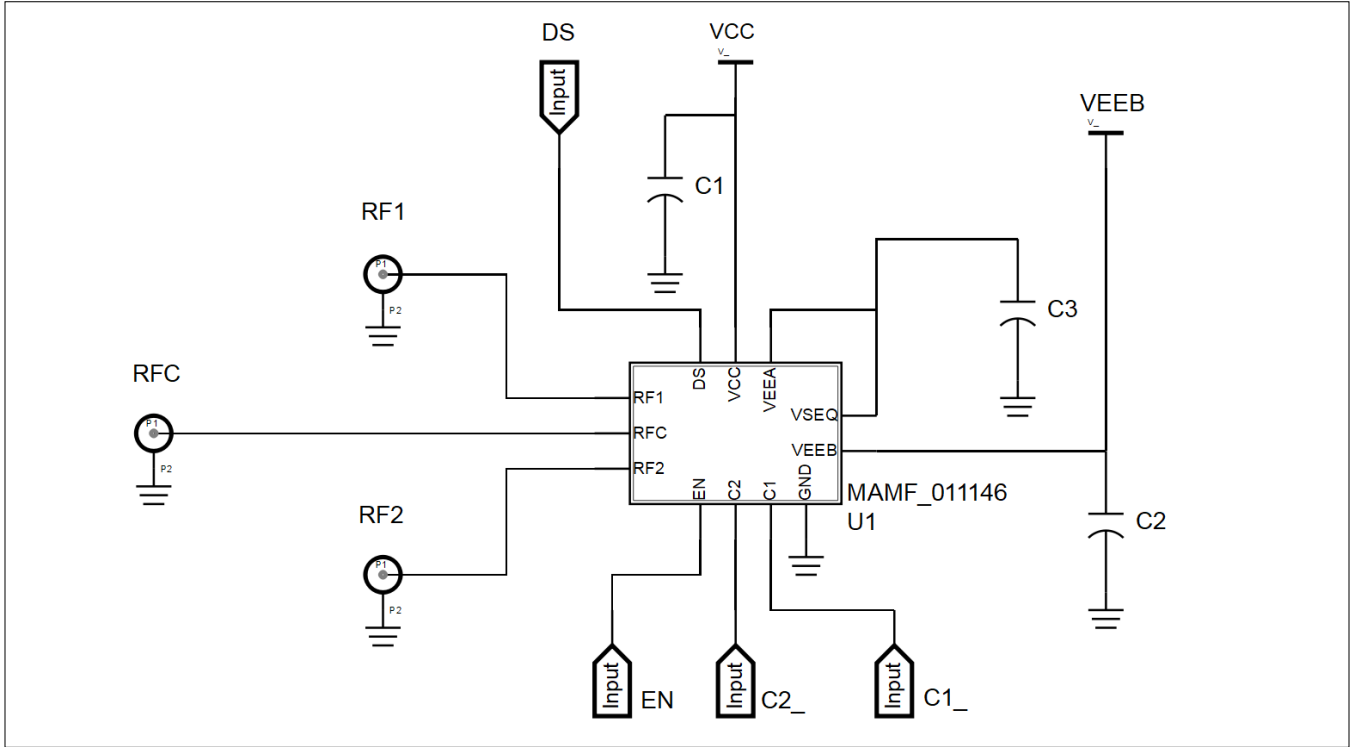 DS
VCC
V_
Input
VEEB
V_
C1
RF1
P1
P2
C3
RFC
P1
P2
DS
VCC
VEEA
RF1
RFC
RF2
VSEQ
VEEB
EN
C2
C1
GND
MAMF_011146
U1
RF2
P1
P2
C2
Input
EN
Input
C2_
Input
C1_